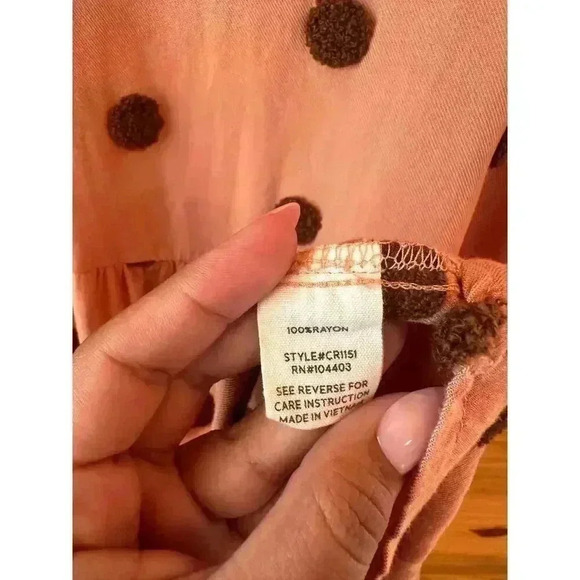 100%RAYON
STYLE#CR1151
RN#104403
SEE REVERSE FOR
CARE INSTRUCTION
MADE IN VIETNAM